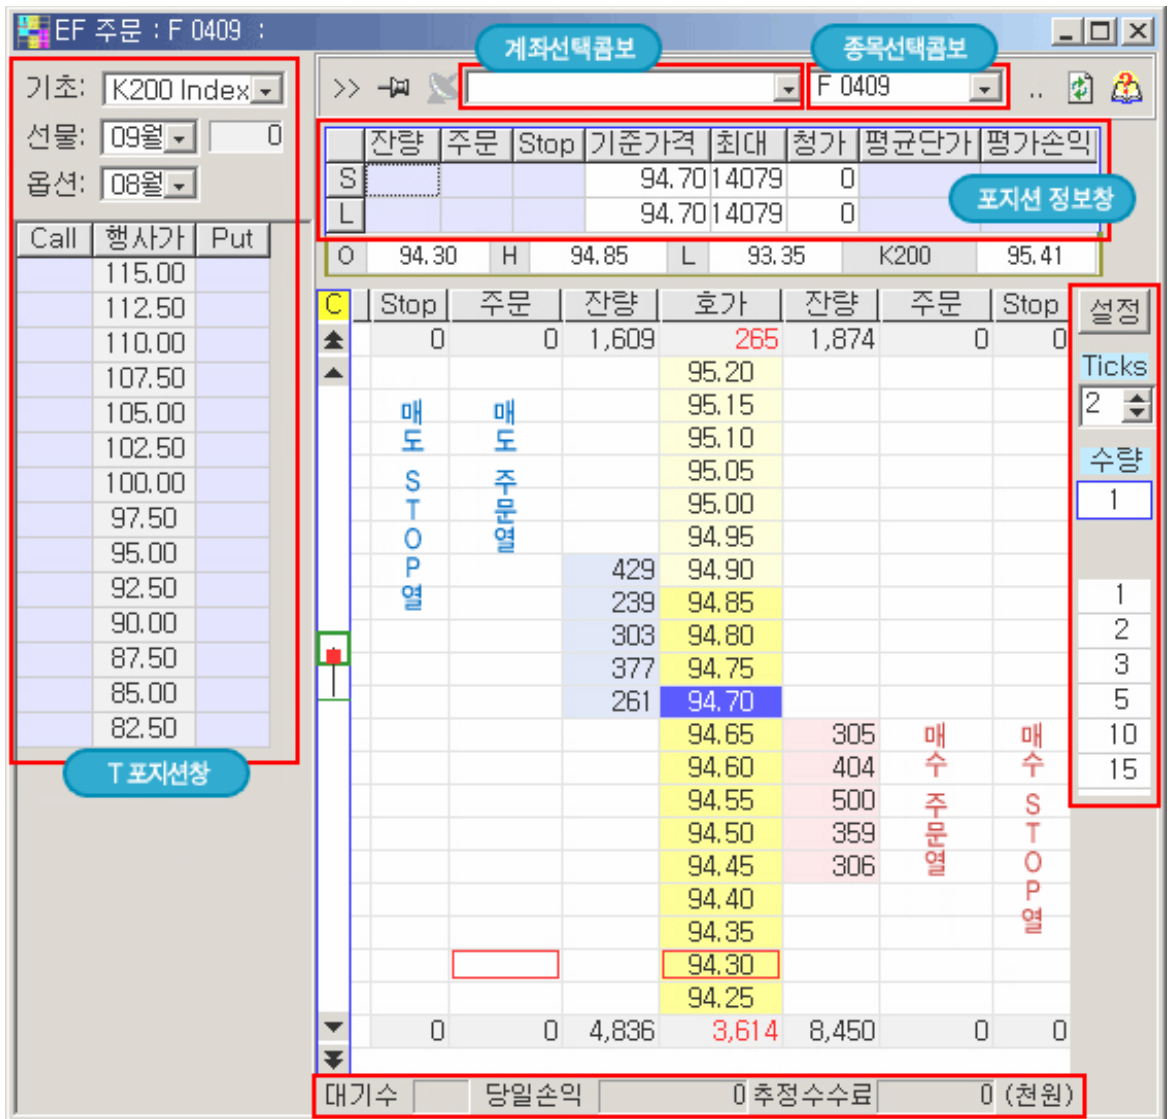 EF 주문 : F 0409 :
계좌선택콤보 종목선택콤보
기초: K200 Index
>> F 0409 ..
선물: 09월 0
옵션: 08월
잔량 주문 Stop 기준가격 최대 청가 평균단가 평가손익
S 94.70 14079 0
L 94.70 14079 0
포지션 정보창
O 94.30 H 94.85 L 93.35 K200 95.41
Call 행사가 Put
115.00
112.50
110.00
107.50
105.00
102.50
100.00
97.50
95.00
92.50
90.00
87.50
85.00
82.50
T 포지션창
C Stop 주문 잔량 호가 잔량 주문 Stop
0 0 1,609 265 1,874 0 0
95.20
95.15
95.10
95.05
95.00
94.95
429 94.90
239 94.85
303 94.80
377 94.75
261 94.70
94.65 305
94.60 404
94.55 500
94.50 359
94.45 306
94.40
94.35
94.30
94.25
0 0 4,836 3,614 8,450 0 0
매도 STOP열
매도 주문열
매수 주문열
매수 STOP열
설정
Ticks
2
수량
1
1
2
3
5
10
15
대기수 당일손익 0 추정수수료 0 (천원)